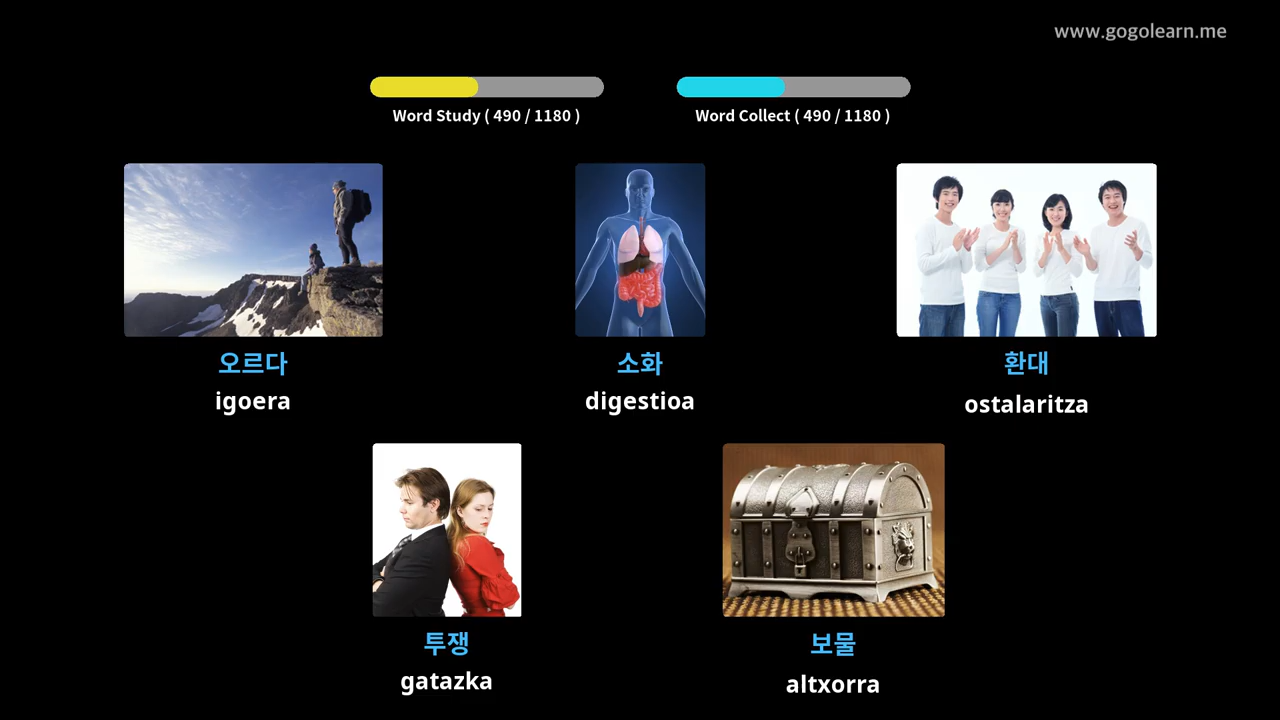 www.gogolearn.me
Word Study ( 490 / 1180 )
Word Collect ( 490 / 1180 )
오르다
igoera
소화
digestioa
환대
ostalaritza
투쟁
gatazka
보물
altxorra